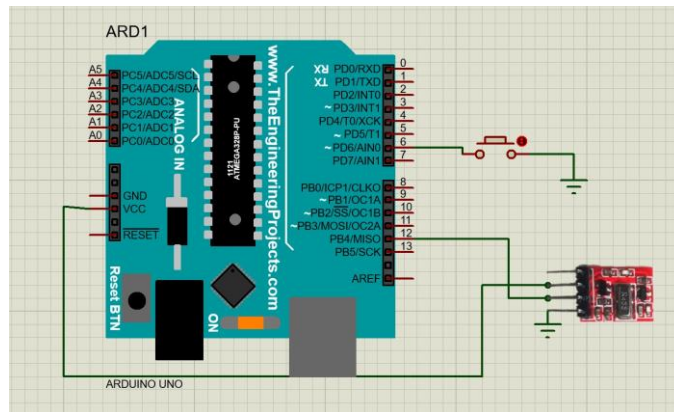 ARD1
A5
A4
A3
A2
A1
A0
PC5/ADC5/SCL
PC4/ADC4/SDA
PC3/ADC3
PC2/ADC2
PC1/ADC1
PC0/ADC0
ANALOG IN
GND
VCC
RESET
Reset BTN
1121
ATMEGA328P-PU
www.TheEngineeringProjects.com
ON
RX
TX
PD0/RXD 0
PD1/TXD 1
PD2/INT0 2
~ PD3/INT1 3
PD4/T0/XCK 4
~ PD5/T1 5
~ PD6/AIN0 6
PD7/AIN1 7
PB0/ICP1/CLKO 8
~ PB1/OC1A 9
~ PB2/SS/OC1B 10
~ PB3/MOSI/OC2A 11
PB4/MISO 12
PB5/SCK 13
AREF
ARDUINO UNO